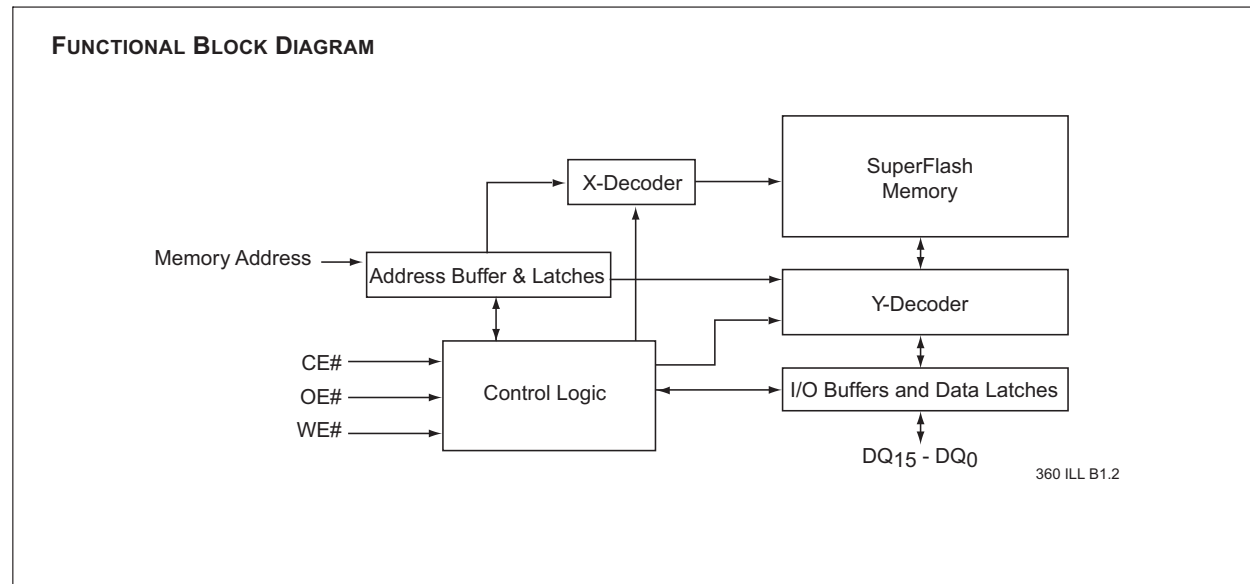 FUNCTIONAL BLOCK DIAGRAM
SuperFlash
Memory
X-Decoder
Memory Address
Address Buffer & Latches
Y-Decoder
CE#
OE#
WE#
Control Logic
I/O Buffers and Data Latches
DQ15 - DQ0
360 ILL B1.2